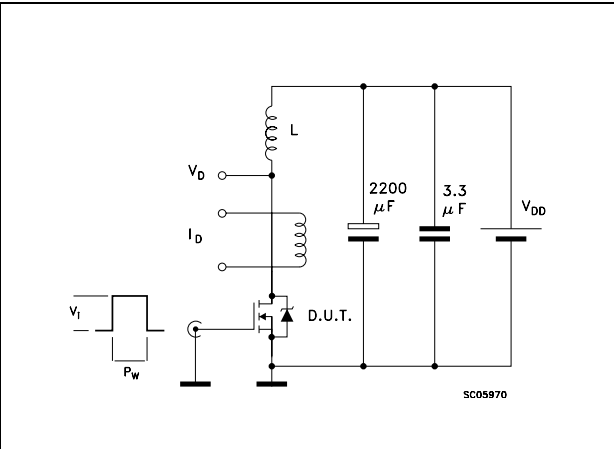 L
V_D
2200 μF
3.3 μF
V_DD
I_D
D.U.T.
V_i
P_W
SC05970